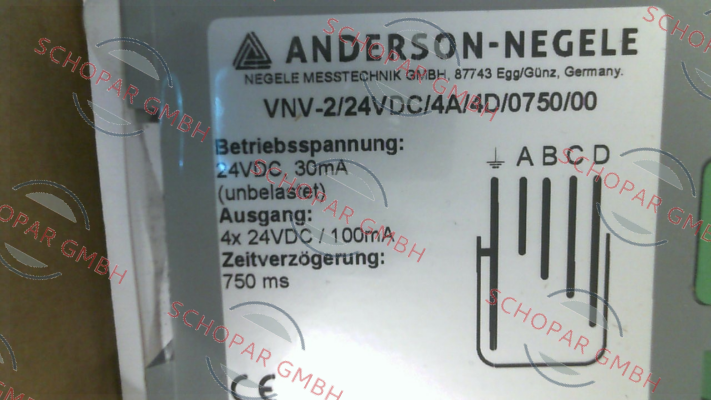 ANDERSON-NEGELE
NEGELE MESSTECHNIK GMBH, 87743 Egg/Günz, Germany.
VNV-2/24VDC/4A/4D/0750/00
Betriebsspannung:
24VDC, 30mA
(unbelastet)
Ausgang:
4x 24VDC / 100mA
Zeitverzögerung:
750 ms
A B C D
CE
SCHOPAR GMBH
SCHOPAR GMBH
SCHOPAR GMBH
SCHOPAR GMBH
SCHOPAR GMBH
SCHOPAR GMBH
SCHOPAR GMBH